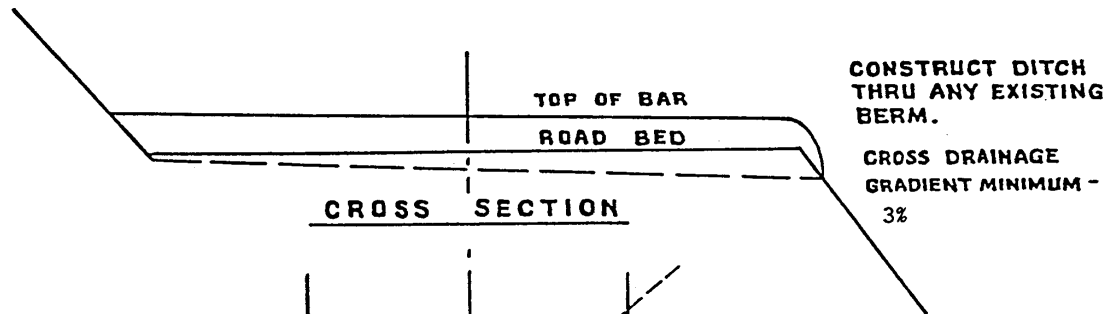 TOP OF BAR
ROAD BED
CROSS SECTION
CONSTRUCT DITCH
THRU ANY EXISTING
BERM.
CROSS DRAINAGE
GRADIENT MINIMUM -
3%